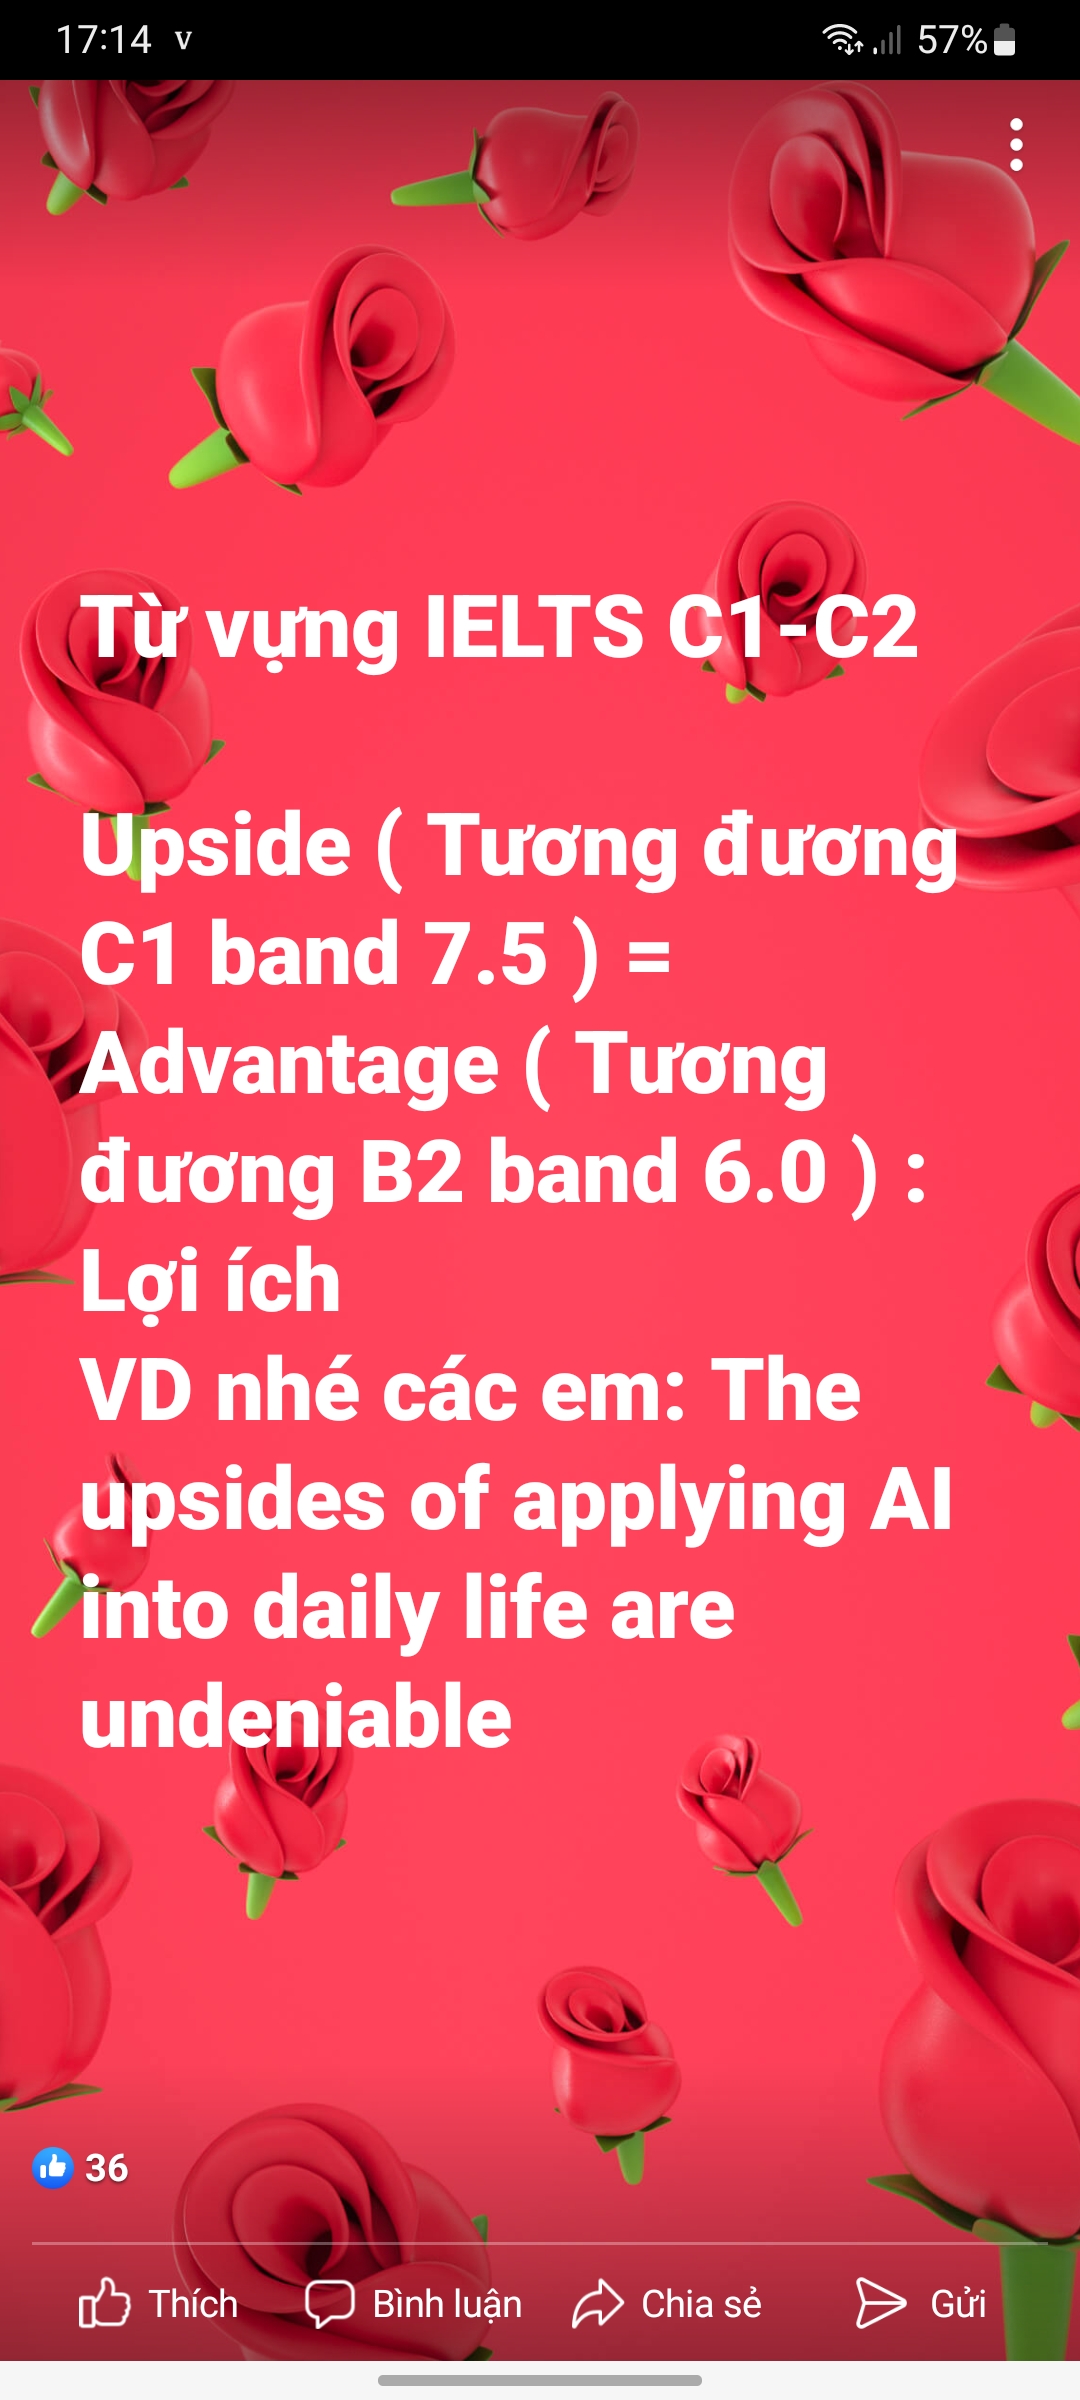 17:14 v 57%
Từ vựng IELTS C1-C2
Upside ( Tương đương
C1 band 7.5 ) =
Advantage ( Tương
đương B2 band 6.0 ) :
Lợi ích
VD nhé các em: The
upsides of applying AI
into daily life are
undeniable
36
Thích Bình luận Chia sẻ Gửi